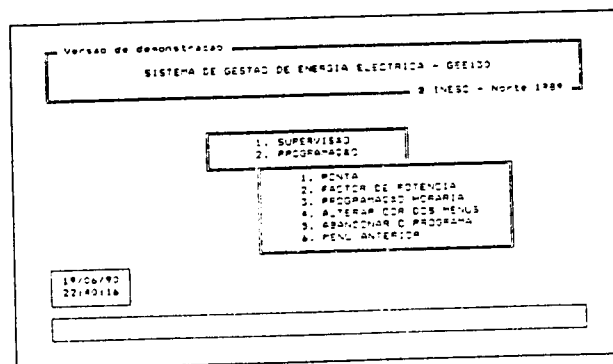 Versao de demonstracao
SISTEMA DE GESTAO DE ENERGIA ELECTRICA - GEE130
@ INESC - Norte 1989
1. SUPERVISAO
2. PROGRAMACAO
1. PONTA
2. FACTOR DE POTENCIA
3. PROGRAMACAO HORARIA
4. ALTERAR COR DOS MENUS
5. ABANDONAR O PROGRAMA
6. MENU ANTERIOR
19/06/90
22:40:16